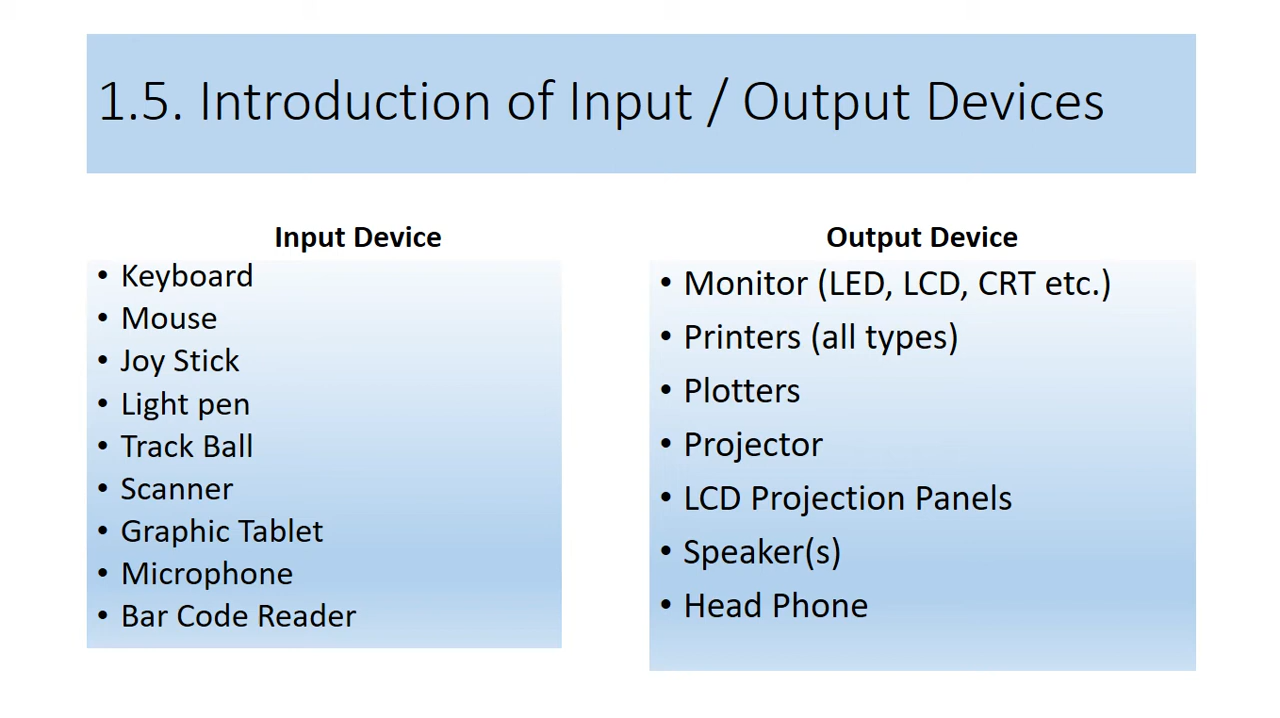 1.5. Introduction of Input / Output Devices
Input Device
• Keyboard
• Mouse
• Joy Stick
• Light pen
• Track Ball
• Scanner
• Graphic Tablet
• Microphone
• Bar Code Reader
Output Device
• Monitor (LED, LCD, CRT etc.)
• Printers (all types)
• Plotters
• Projector
• LCD Projection Panels
• Speaker(s)
• Head Phone